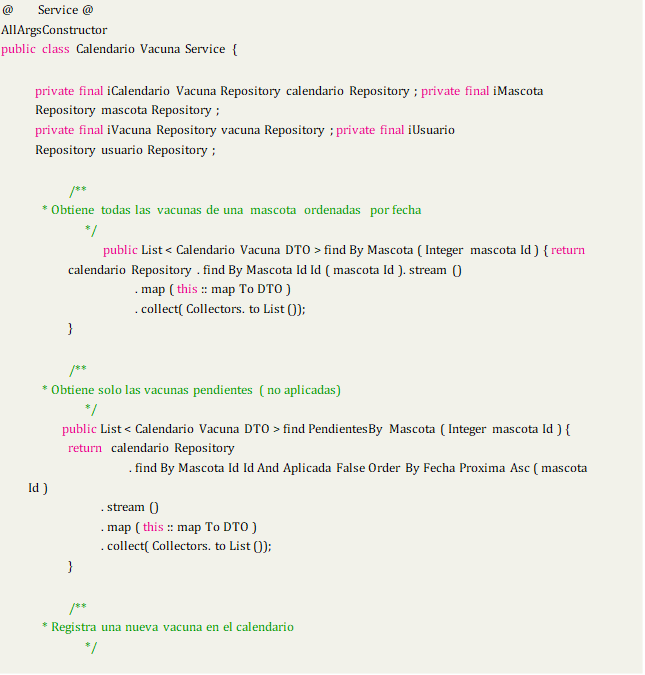 @ Service @
AllArgsConstructor
public class Calendario Vacuna Service {
private final iCalendario Vacuna Repository calendario Repository ; private final iMascota
Repository mascota Repository ;
private final iVacuna Repository vacuna Repository ; private final iUsuario
Repository usuario Repository ;
/**
* Obtiene todas las vacunas de una mascota ordenadas por fecha
*/
public List < Calendario Vacuna DTO > find By Mascota ( Integer mascota Id ) { return
calendario Repository . find By Mascota Id Id ( mascota Id ). stream ()
. map ( this :: map To DTO )
. collect( Collectors. to List ());
}
/**
* Obtiene solo las vacunas pendientes ( no aplicadas)
*/
public List < Calendario Vacuna DTO > find PendientesBy Mascota ( Integer mascota Id ) {
return calendario Repository
. find By Mascota Id Id And Aplicada False Order By Fecha Proxima Asc ( mascota
Id )
. stream ()
. map ( this :: map To DTO )
. collect( Collectors. to List ());
}
/**
* Registra una nueva vacuna en el calendario
*/